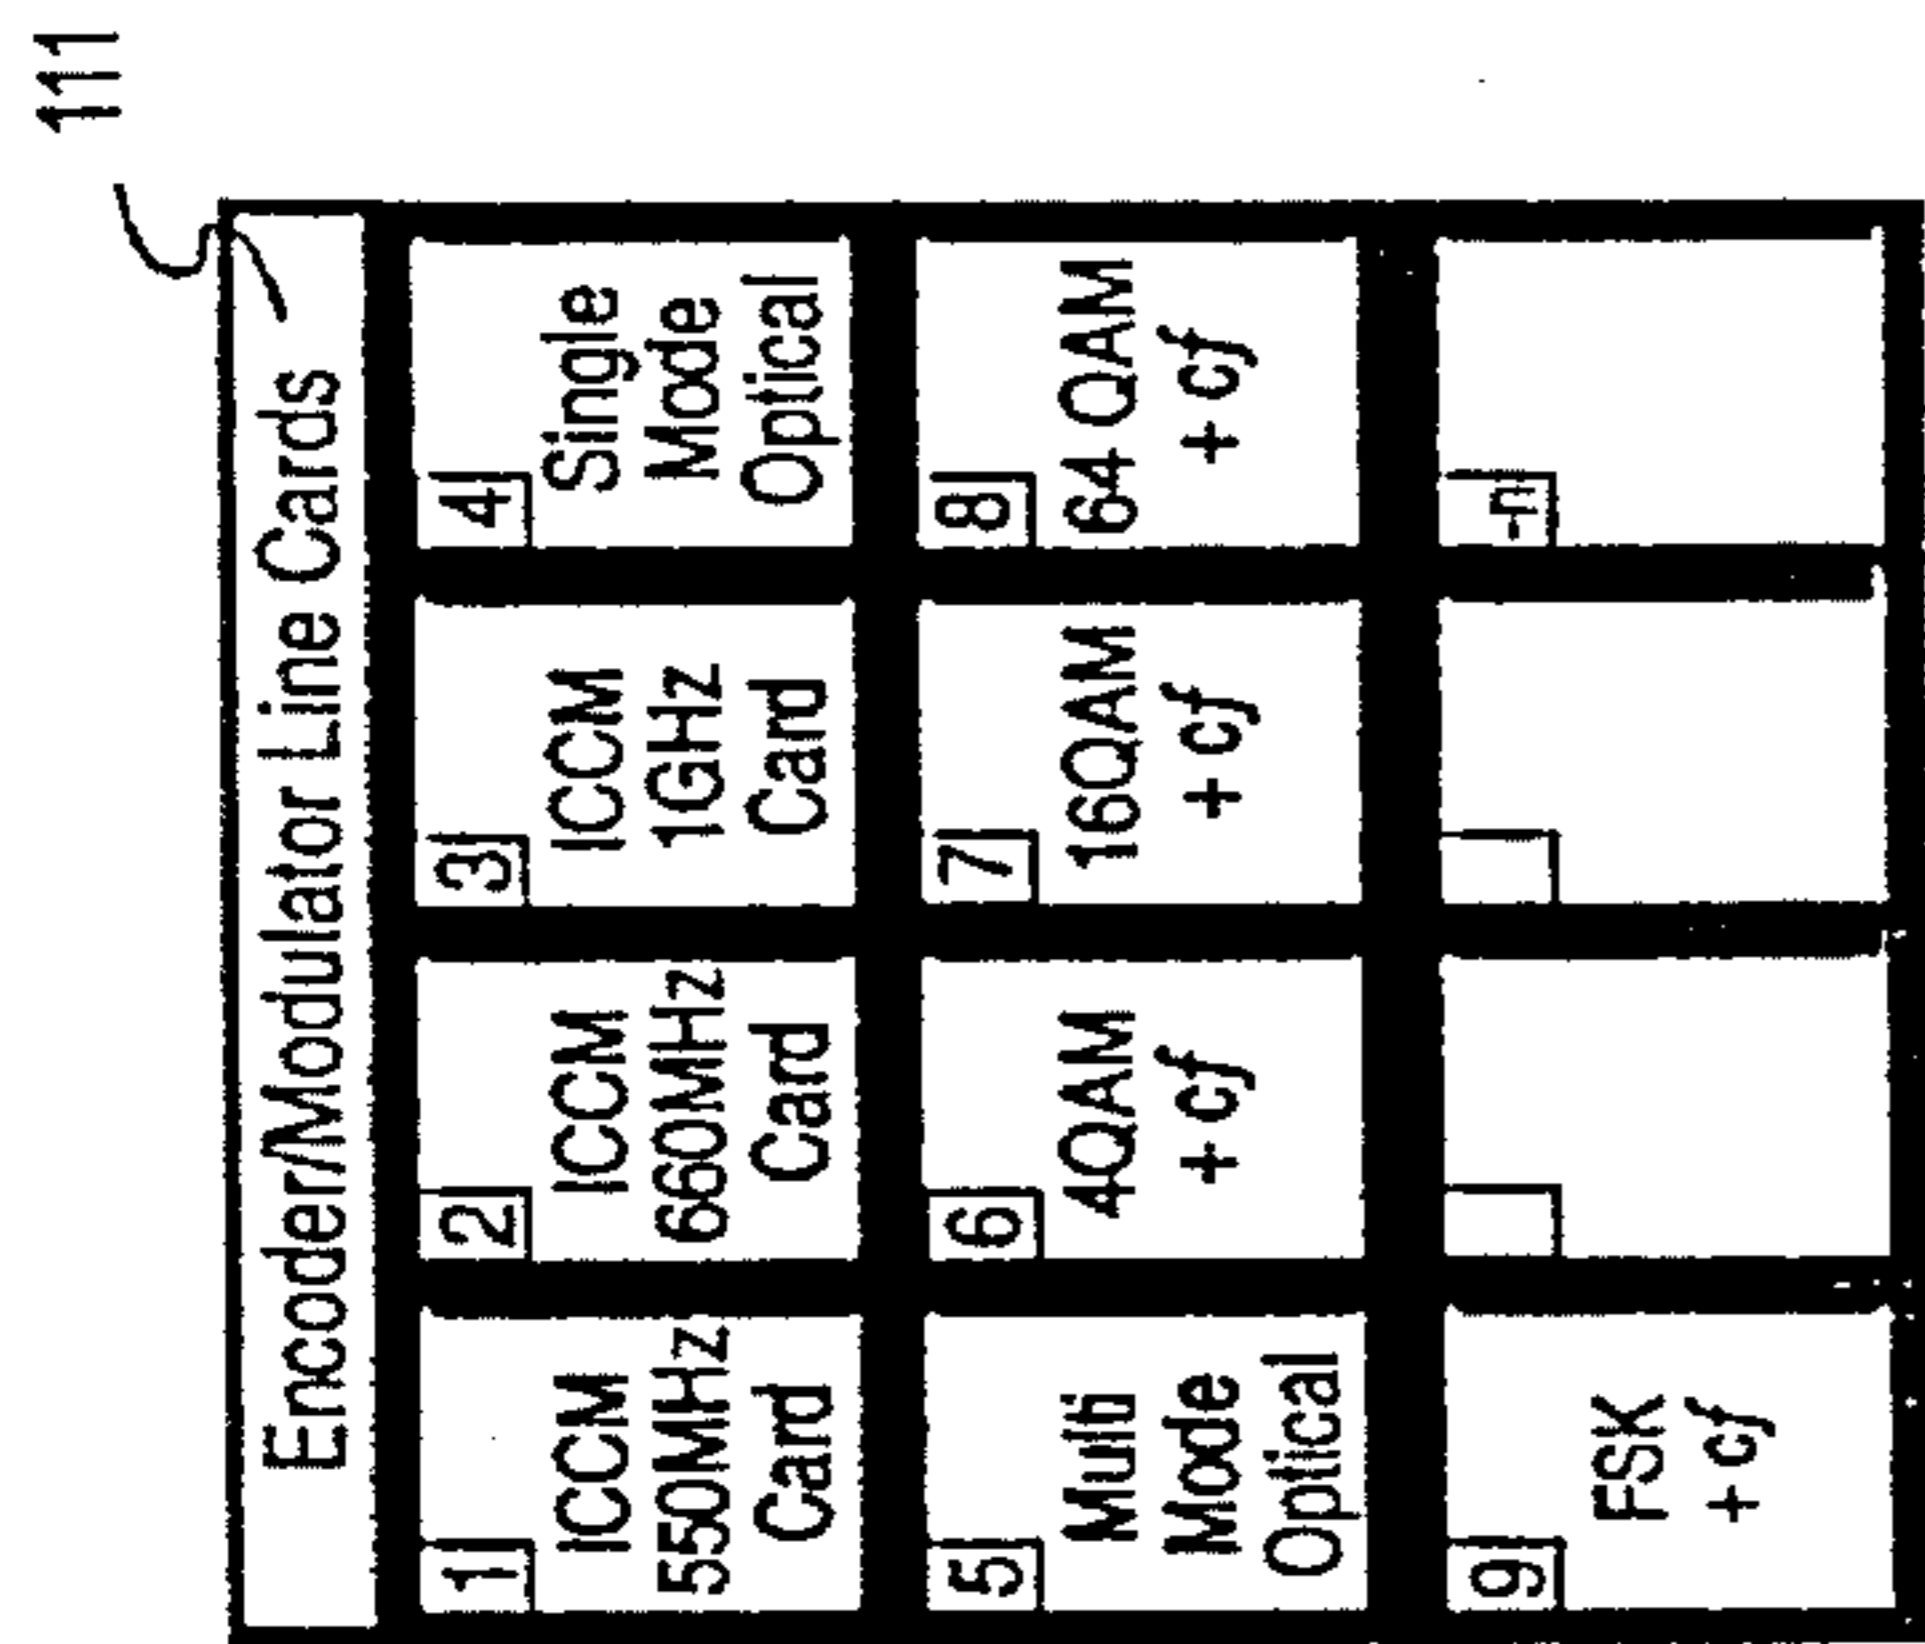 111
Encoder/Modulator Line Cards
1
ICCM
550MHz
Card
2
ICCM
660MHz
Card
3
ICCM
1GHz
Card
4
Single
Mode
Optical
5
Multi
Mode
Optical
6
4QAM
+ cf
7
16QAM
+ cf
8
64 QAM
+ cf
9
FSK
+ cf
-n